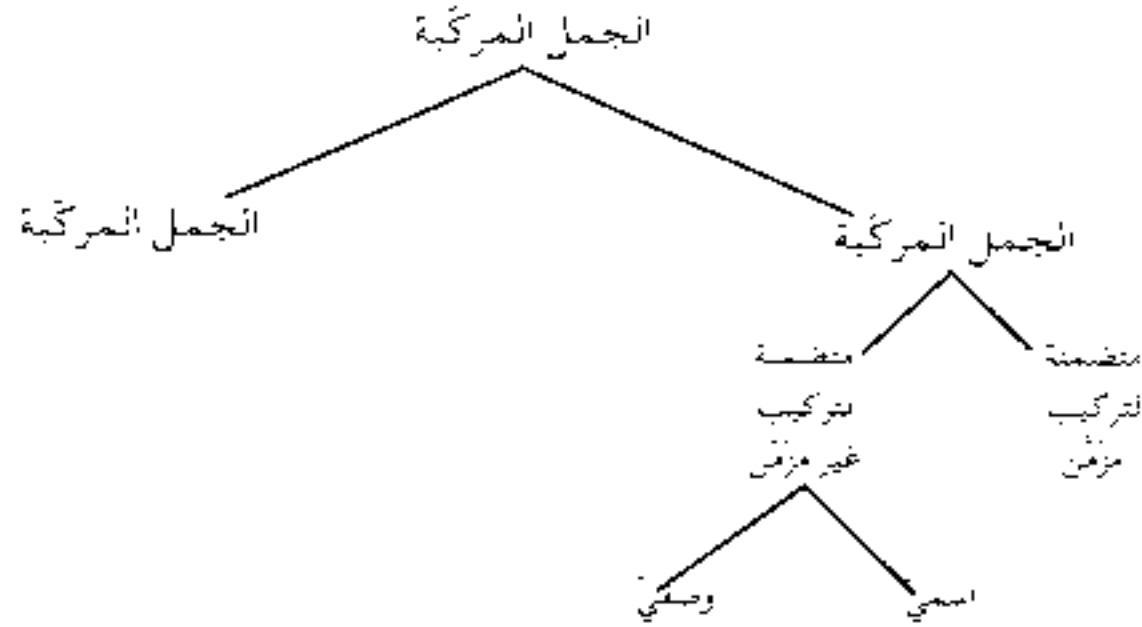 الجمل المركّبة
الجمل المركّبة
الجمل المركّبة
متضمنة
لتركيب
مزمّن
متضمنة
لتركيب
غير مزمّن
اسمي
وصفيّ